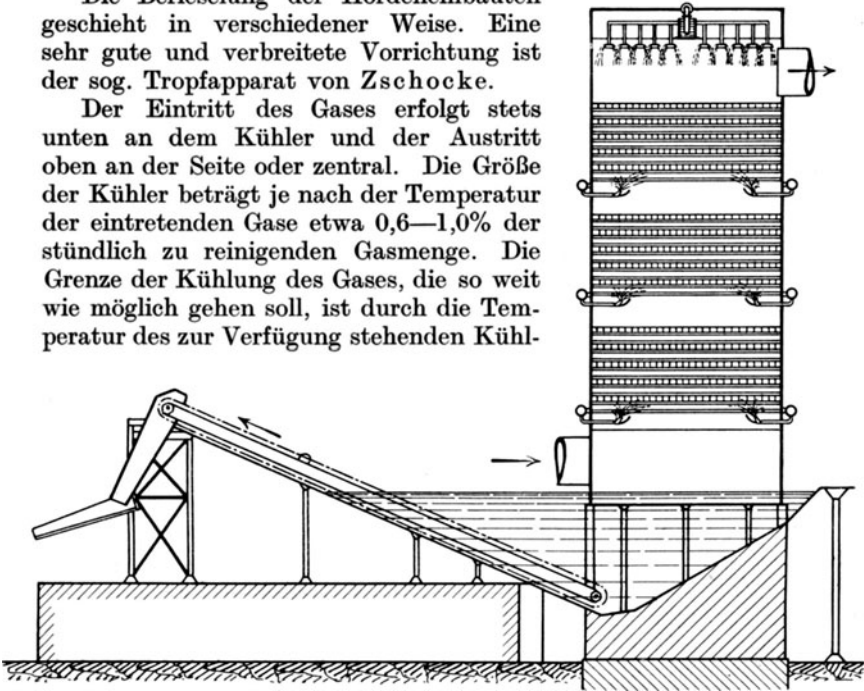 Die Berieselung der Hordeneinbauten
geschieht in verschiedener Weise. Eine
sehr gute und verbreitete Vorrichtung ist
der sog. Tropfapparat von Zschocke.
Der Eintritt des Gases erfolgt stets
unten an dem Kühler und der Austritt
oben an der Seite oder zentral. Die Größe
der Kühler beträgt je nach der Temperatur
der eintretenden Gase etwa 0,6—1,0% der
stündlich zu reinigenden Gasmenge. Die
Grenze der Kühlung des Gases, die so weit
wie möglich gehen soll, ist durch die Tem-
peratur des zur Verfügung stehenden Kühl-